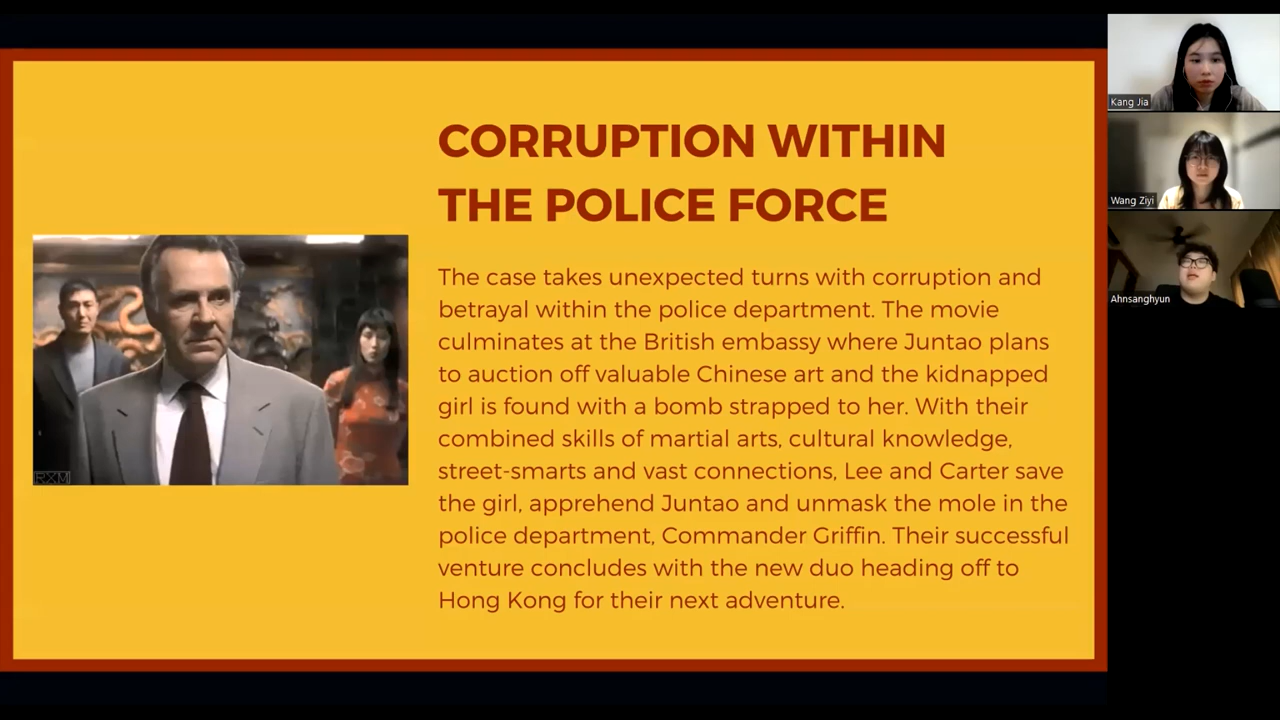 CORRUPTION WITHIN
THE POLICE FORCE
The case takes unexpected turns with corruption and
betrayal within the police department. The movie
culminates at the British embassy where Juntao plans
to auction off valuable Chinese art and the kidnapped
girl is found with a bomb strapped to her. With their
combined skills of martial arts, cultural knowledge,
street-smarts and vast connections, Lee and Carter save
the girl, apprehend Juntao and unmask the mole in the
police department, Commander Griffin. Their successful
venture concludes with the new duo heading off to
Hong Kong for their next adventure.
RXM
Kang Jia
Wang Ziyi
Ahnsanghyun